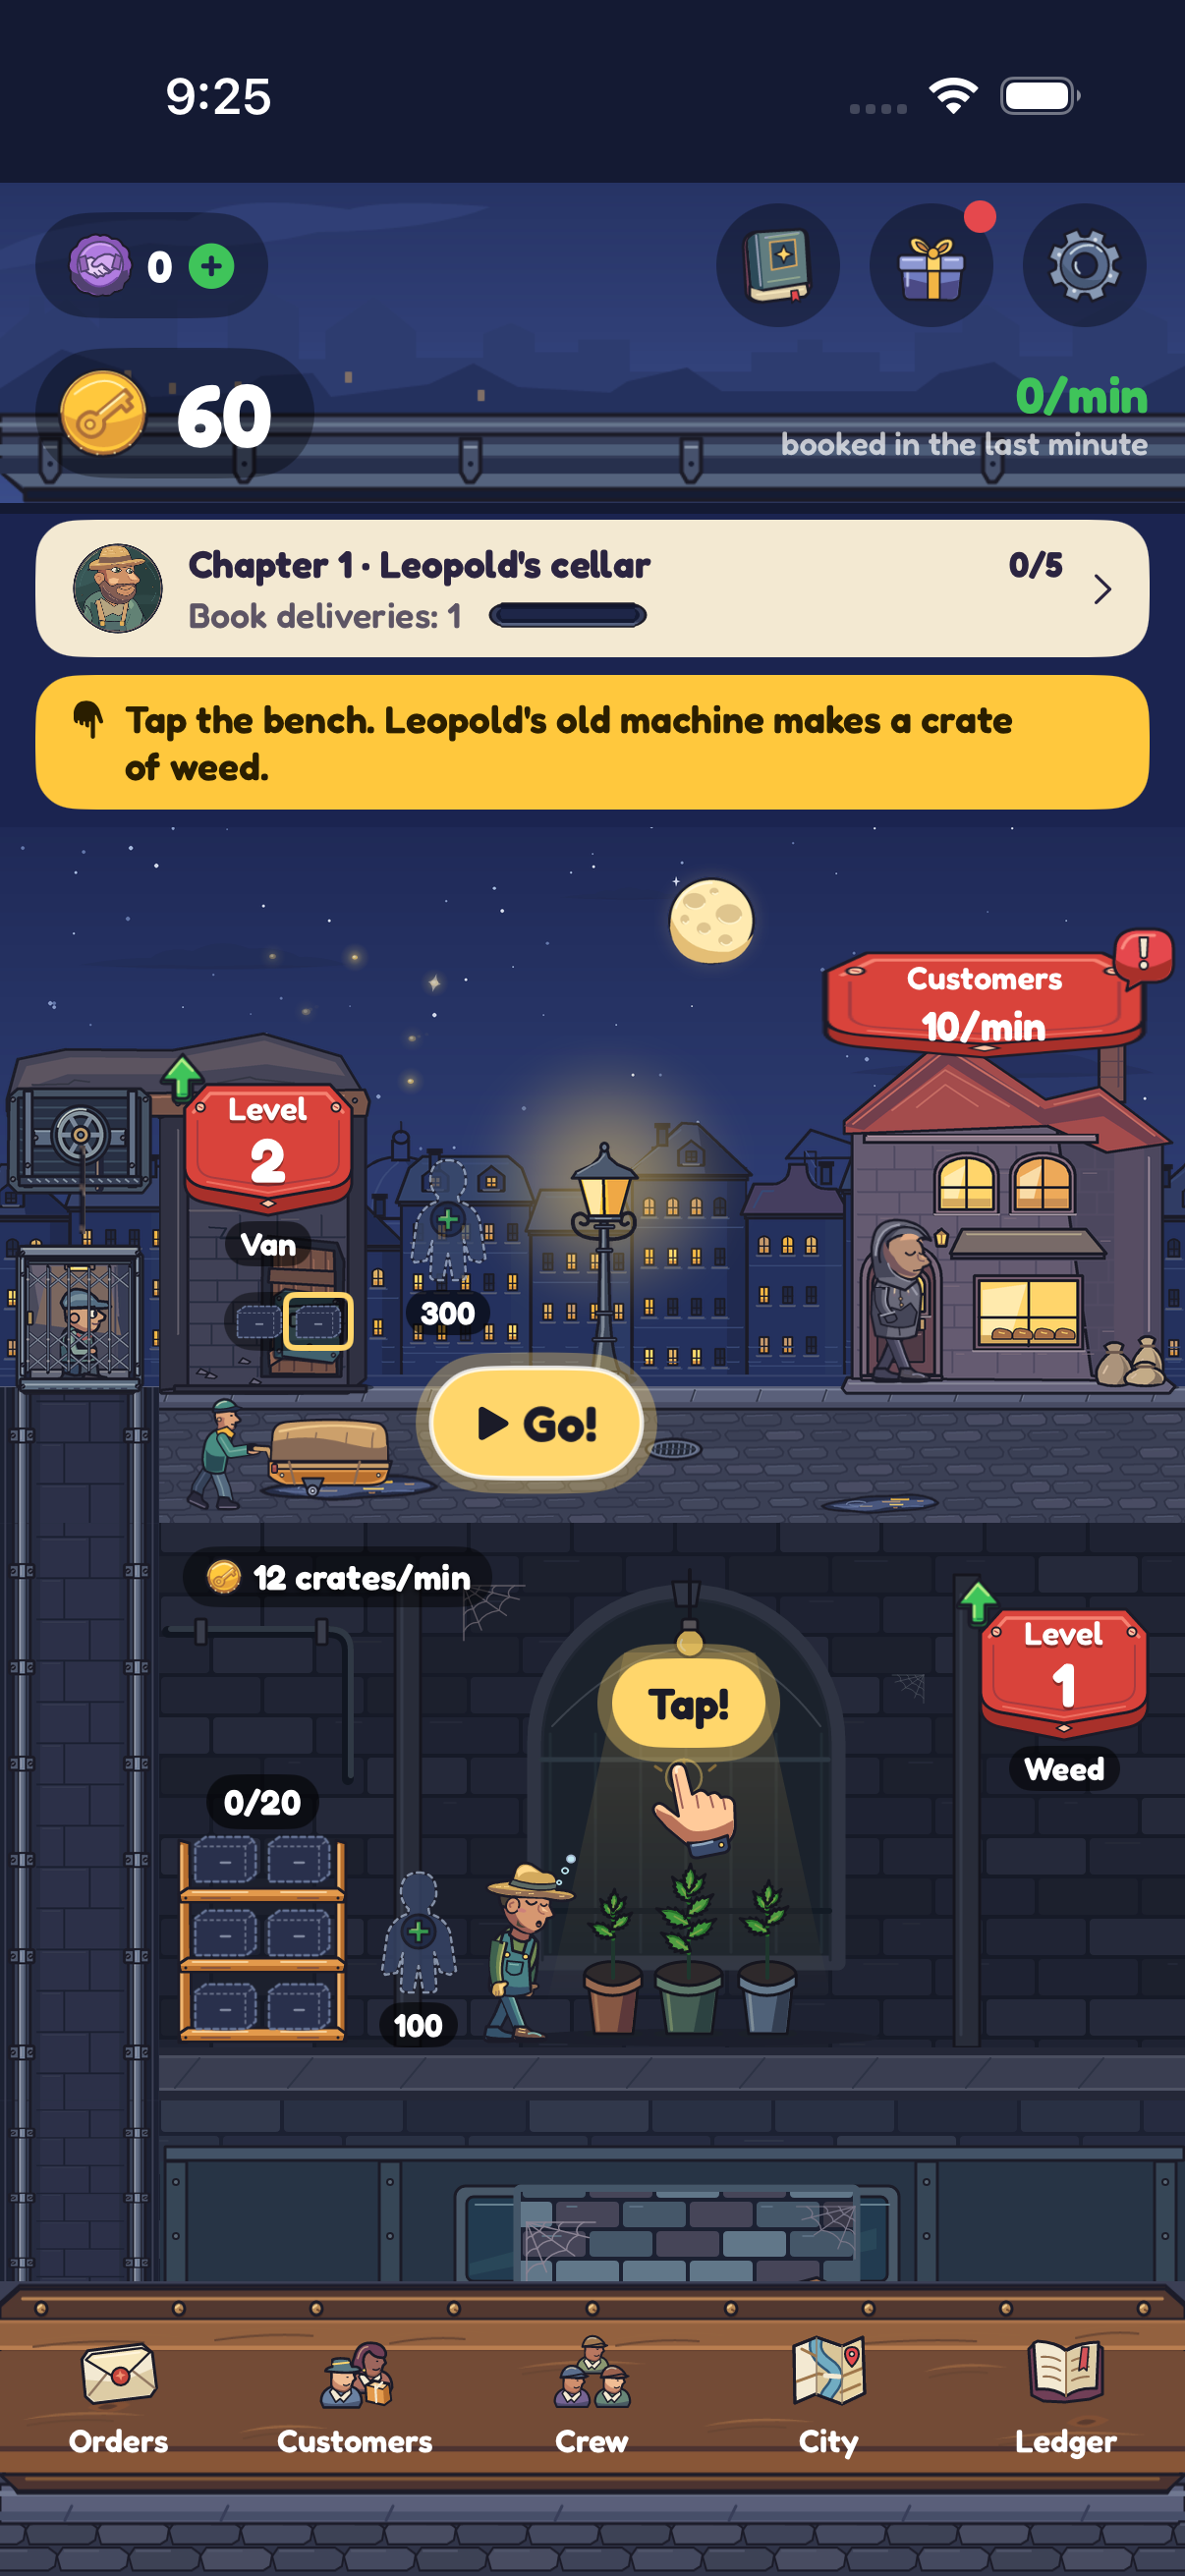 9:25
0
60
0/min
booked in the last minute
Chapter 1 · Leopold's cellar
0/5
Book deliveries: 1
Tap the bench. Leopold's old machine makes a crate
of weed.
Customers
10/min
Level
2
Van
300
Go!
12 crates/min
Tap!
Level
1
Weed
0/20
100
Orders
Customers
Crew
City
Ledger